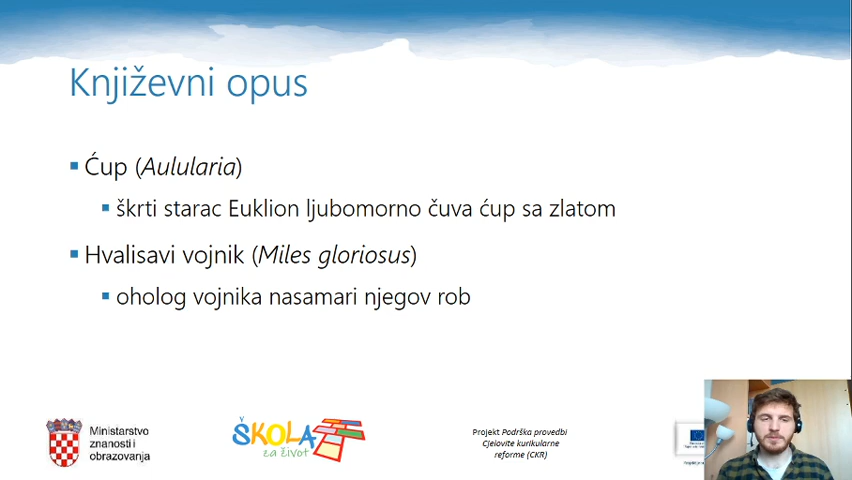 Književni opus
Ćup (Aulularia)
škrti starac Euklion ljubomorno čuva ćup sa zlatom
Hvalisavi vojnik (Miles gloriosus)
oholog vojnika nasamari njegov rob
Ministarstvo
znanosti i
obrazovanja
ŠKOLA
za život
Projekt Podrška provedbi
Cjelovite kurikularne
reforme (CKR)